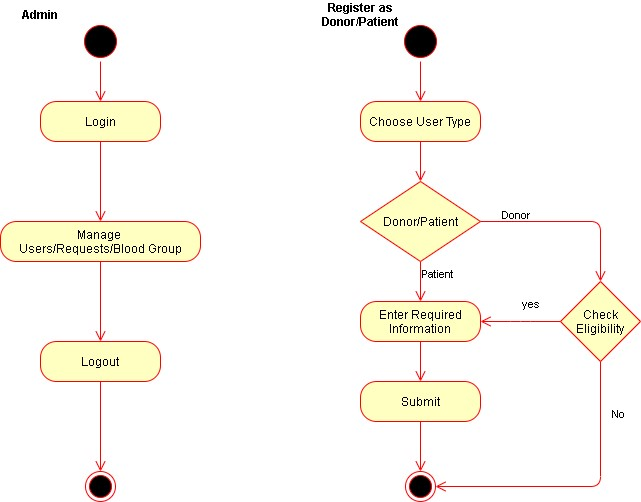 Admin
Login
Manage
Users/Requests/Blood Group
Logout
Register as
Donor/Patient
Choose User Type
Donor/Patient
Donor
Patient
Check
Eligibility
yes
Enter Required
Information
Submit
No